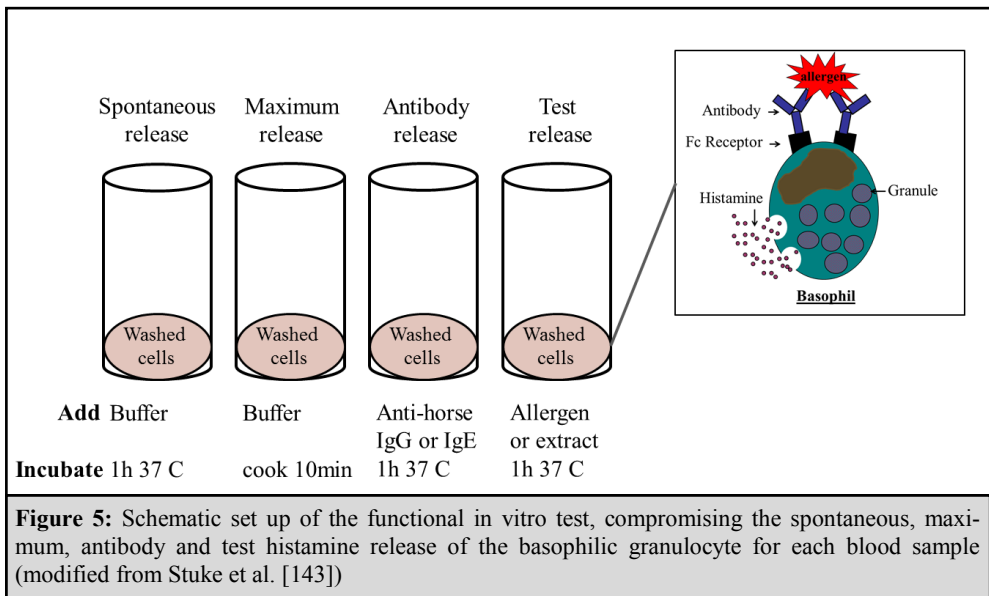 Spontaneous release
Maximum release
Antibody release
Test release
allergen
Antibody
Fc Receptor
Histamine
Granule
Basophil
Washed cells
Washed cells
Washed cells
Washed cells
Add Buffer Buffer Anti-horse IgG or IgE Allergen or extract
Incubate 1h 37 C cook 10min 1h 37 C 1h 37 C
Figure 5: Schematic set up of the functional in vitro test, compromising the spontaneous, maxi-
mum, antibody and test histamine release of the basophilic granulocyte for each blood sample
(modified from Stuke et al. [143])